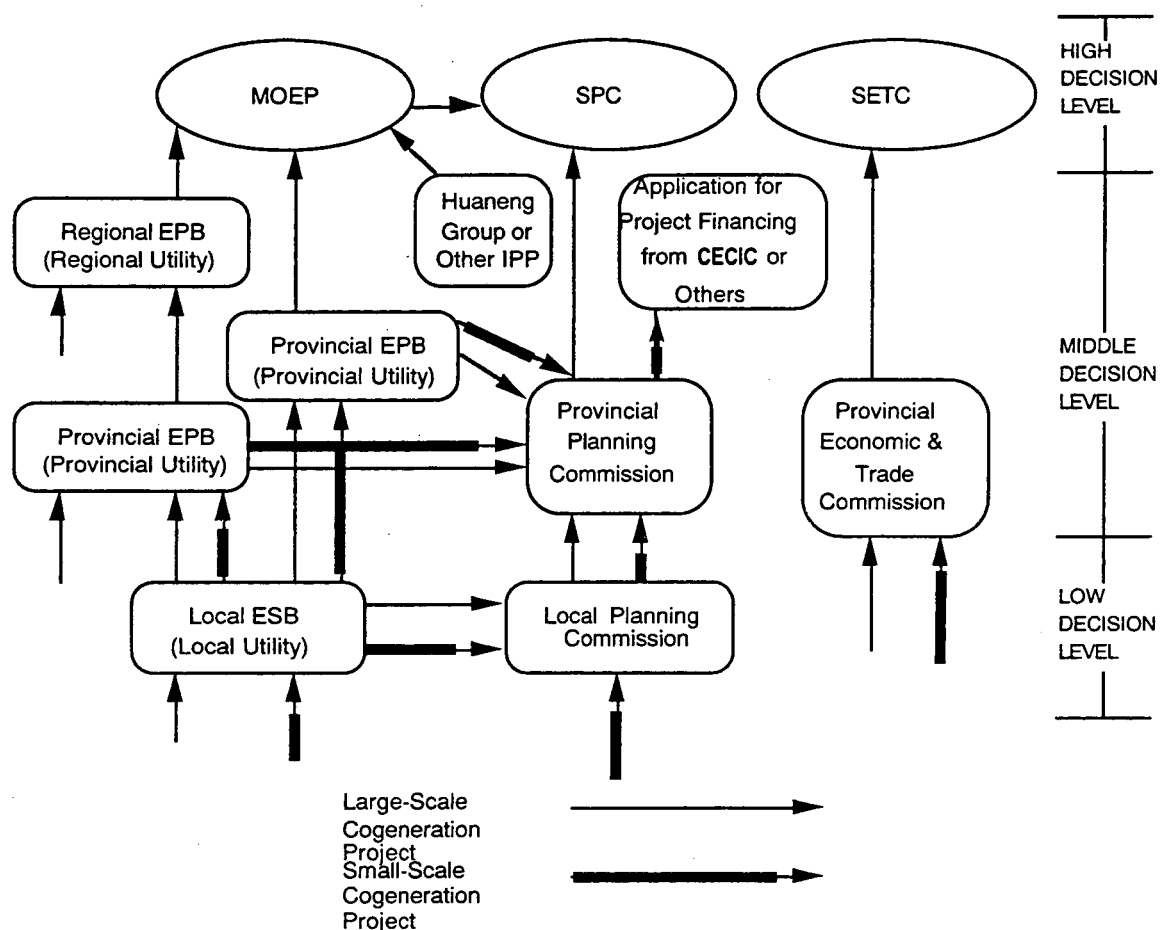 MOEP
SPC
SETC
HIGH
DECISION
LEVEL
Regional EPB
(Regional Utility)
Huaneng
Group or
Other IPP
Application for
Project Financing
from CECIC or
Others
Provincial EPB
(Provincial Utility)
MIDDLE
DECISION
LEVEL
Provincial EPB
(Provincial Utility)
Provincial
Planning
Commission
Provincial
Economic &
Trade
Commission
Local ESB
(Local Utility)
Local Planning
Commission
LOW
DECISION
LEVEL
Large-Scale
Cogeneration
Project
Small-Scale
Cogeneration
Project